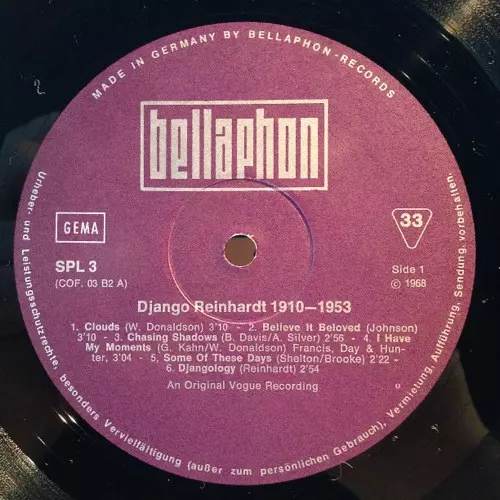 MADE IN GERMANY BY BELLAPHON-RECORDS
bellaphon
GEMA
33
SPL 3
(COF. 03 B2 A)
Side 1
℗ 1968
Django Reinhardt 1910—1953
1. Clouds (W. Donaldson) 3'10 - 2. Believe It Beloved (Johnson)
3'10 - 3. Chasing Shadows (B. Davis/A. Silver) 2'56 - 4. I Have
My Moments (G. Kahn/W. Donaldson) Francis, Day & Hun-
ter, 3'04 - 5. Some Of These Days (Shelton/Brooke) 2'22 -
6. Djangology (Reinhardt) 2'54
An Original Vogue Recording
Urheber- und Leistungsschutzrechte, besonders Vervielfältigung (außer zum persönlichen Gebrauch), Vermietung, Aufführung, Sendung, vorbehalten.